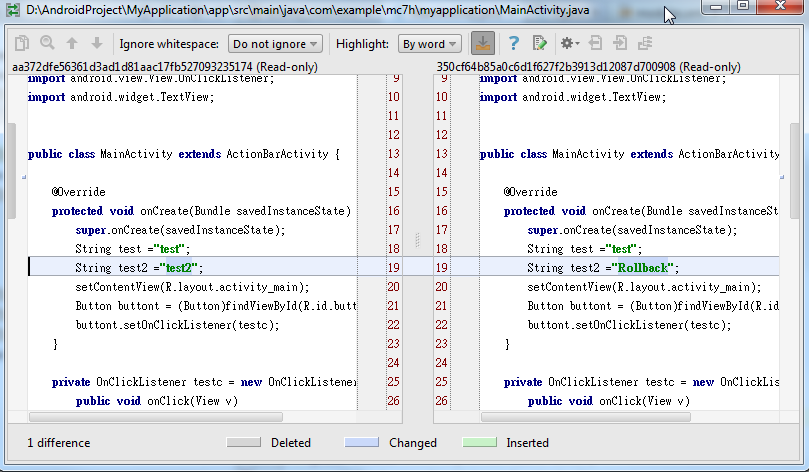 D:\AndroidProject\MyApplication\app\src\main\java\com\example\mc7h\myapplication\MainActivity.java
Ignore whitespace: Do not ignore Highlight: By word ?
aa372dfe56361d3ad1d81aac17fb527093235174 (Read-only)
import android.view.View.OnClickListener; 9
import android.widget.TextView; 10
11
12
public class MainActivity extends ActionBarActivity { 13
14
@Override 15
protected void onCreate(Bundle savedInstanceState) 16
super.onCreate(savedInstanceState); 17
String test ="test"; 18
String test2 ="test2"; 19
setContentView(R.layout.activity_main); 20
Button buttont = (Button)findViewById(R.id.butt 21
buttont.setOnClickListener(testc); 22
} 23
24
private OnClickListener testc = new OnClickListener 25
public void onClick(View v) 26
350cf64b85a0c6d1f627f2b3913d12087d700908 (Read-only)
9 import android.view.View.OnClickListener;
10 import android.widget.TextView;
11
12
13 public class MainActivity extends ActionBarActivity
14
15 @Override
16 protected void onCreate(Bundle savedInstanceSta
17 super.onCreate(savedInstanceState);
18 String test ="test";
19 String test2 ="Rollback";
20 setContentView(R.layout.activity_main);
21 Button buttont = (Button)findViewById(R.id
22 buttont.setOnClickListener(testc);
23 }
24
25 private OnClickListener testc = new OnClickList
26 public void onClick(View v)
1 difference Deleted Changed Inserted